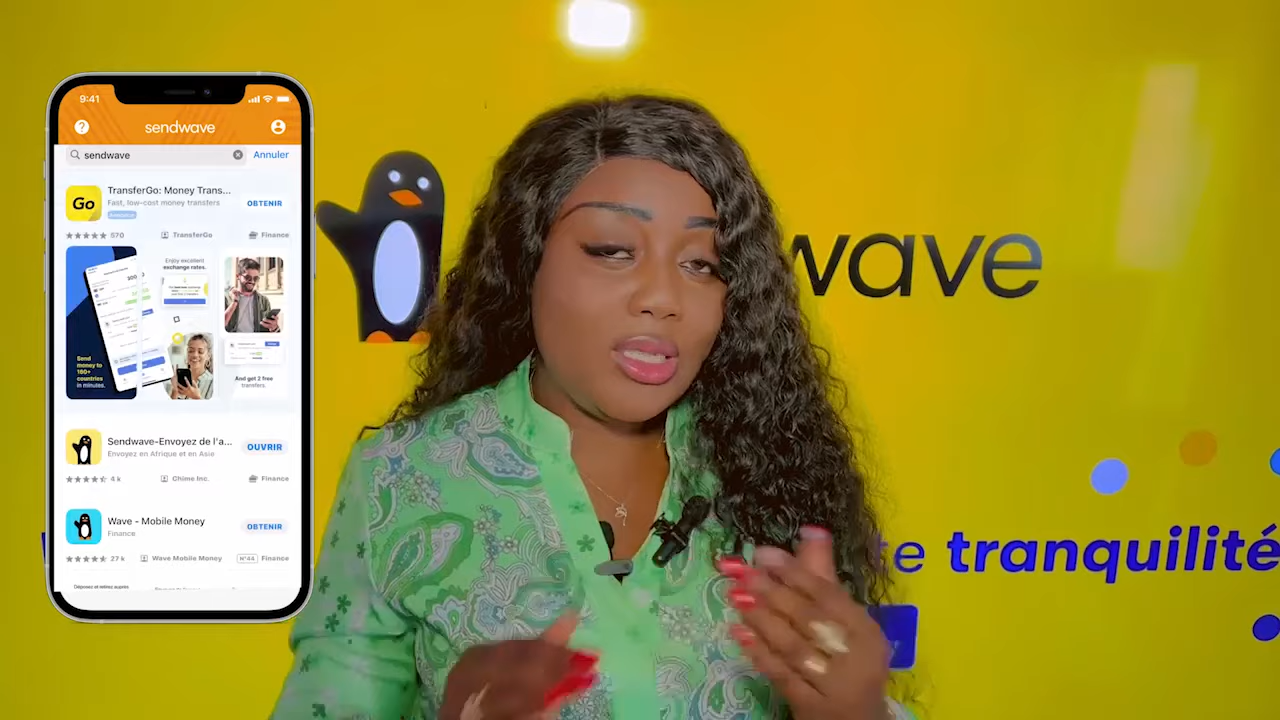 9:41
sendwave
sendwave
Annuler
Go
TransferGo: Money Trans...
Fast, low-cost money transfers
OBTENIR
570
TransferGo
Finance
Send
money to
160+
countries
in minutes.
Enjoy excellent
exchange rates.
And get 2 free
transfers.
Sendwave-Envoyez de l'a...
Envoyez en Afrique et en Asie
OUVRIR
4 k
Chime Inc.
Finance
Wave - Mobile Money
Finance
OBTENIR
27 k
Wave Mobile Money
N°44
Finance
wave
te tranquilité